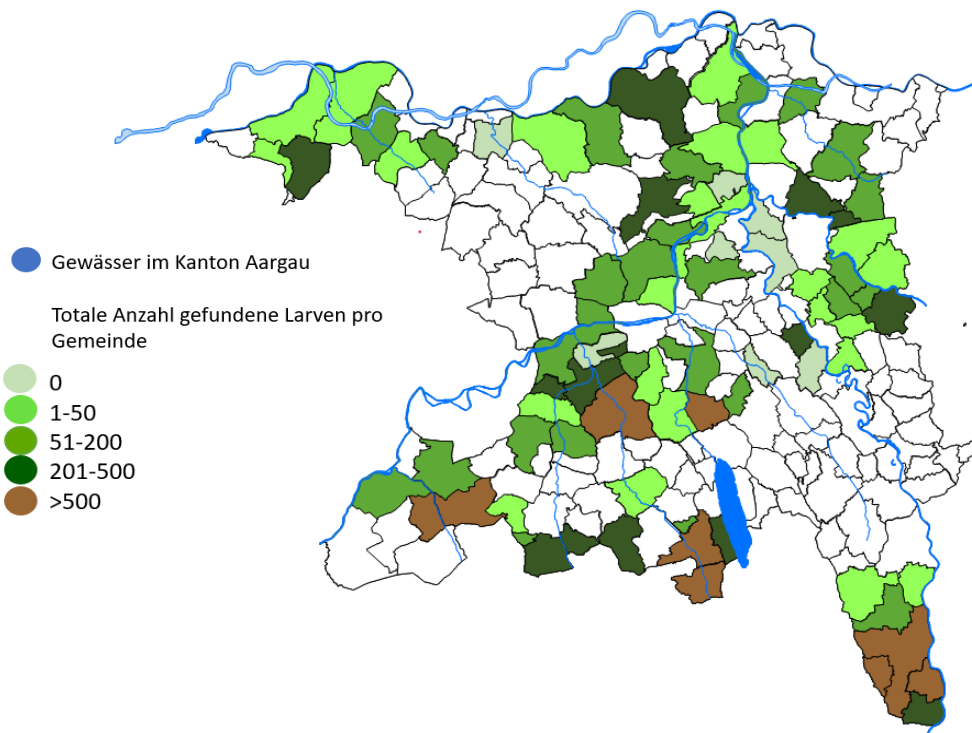 Gewässer im Kanton Aargau
Totale Anzahl gefundene Larven pro
Gemeinde
0
1-50
51-200
201-500
>500